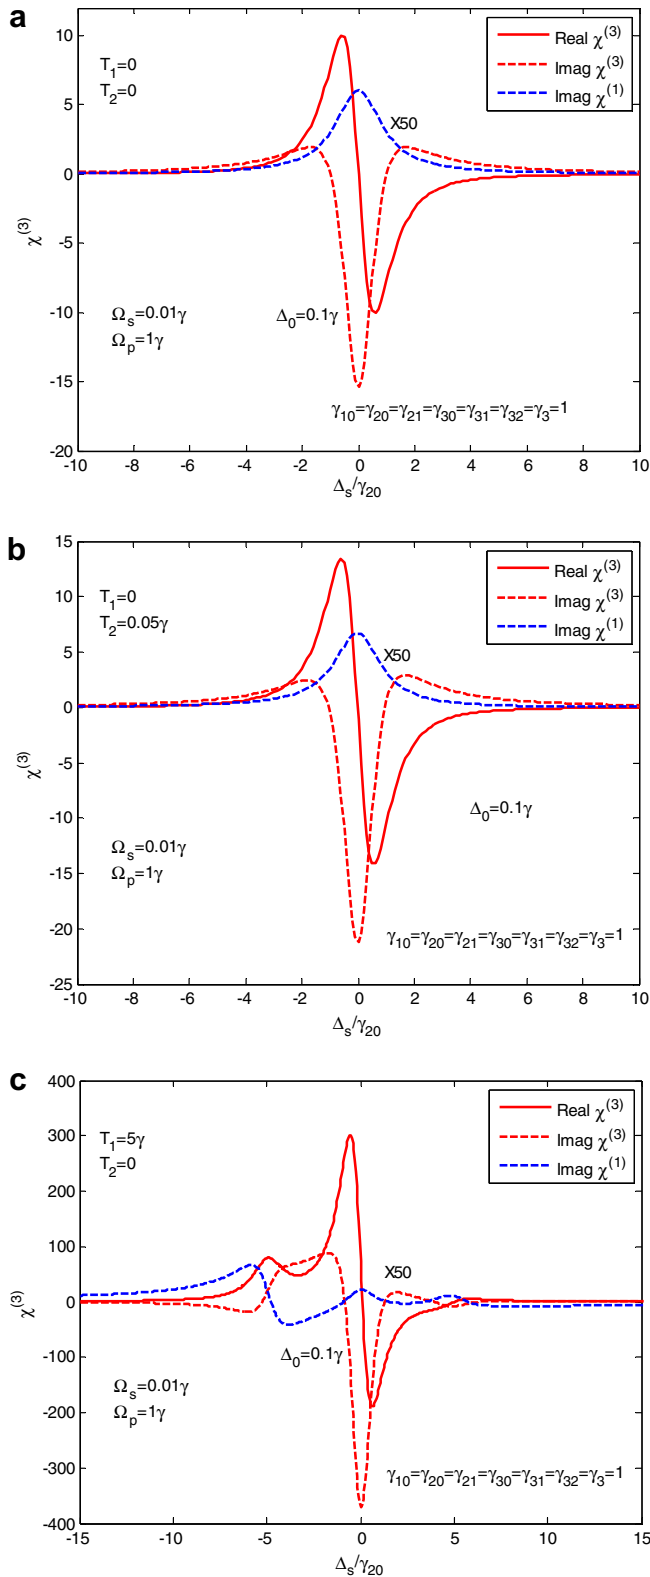 a
10
5
0
-5
-10
-15
-20
χ(3)
T1=0
T2=0
Real χ(3)
Imag χ(3)
Imag χ(1)
X50
Ωs=0.01γ
Ωp=1γ
Δ0=0.1γ
γ10=γ20=γ21=γ30=γ31=γ32=γ3=1
-10 -8 -6 -4 -2 0 2 4 6 8 10
Δs/γ20
b
15
10
5
0
-5
-10
-15
-20
-25
χ(3)
T1=0
T2=0.05γ
Real χ(3)
Imag χ(3)
Imag χ(1)
X50
Δ0=0.1γ
Ωs=0.01γ
Ωp=1γ
γ10=γ20=γ21=γ30=γ31=γ32=γ3=1
-10 -8 -6 -4 -2 0 2 4 6 8 10
Δs/γ20
c
400
300
200
100
0
-100
-200
-300
-400
χ(3)
T1=5γ
T2=0
Real χ(3)
Imag χ(3)
Imag χ(1)
X50
Δ0=0.1γ
Ωs=0.01γ
Ωp=1γ
γ10=γ20=γ21=γ30=γ31=γ32=γ3=1
-15 -10 -5 0 5 10 15
Δs/γ20